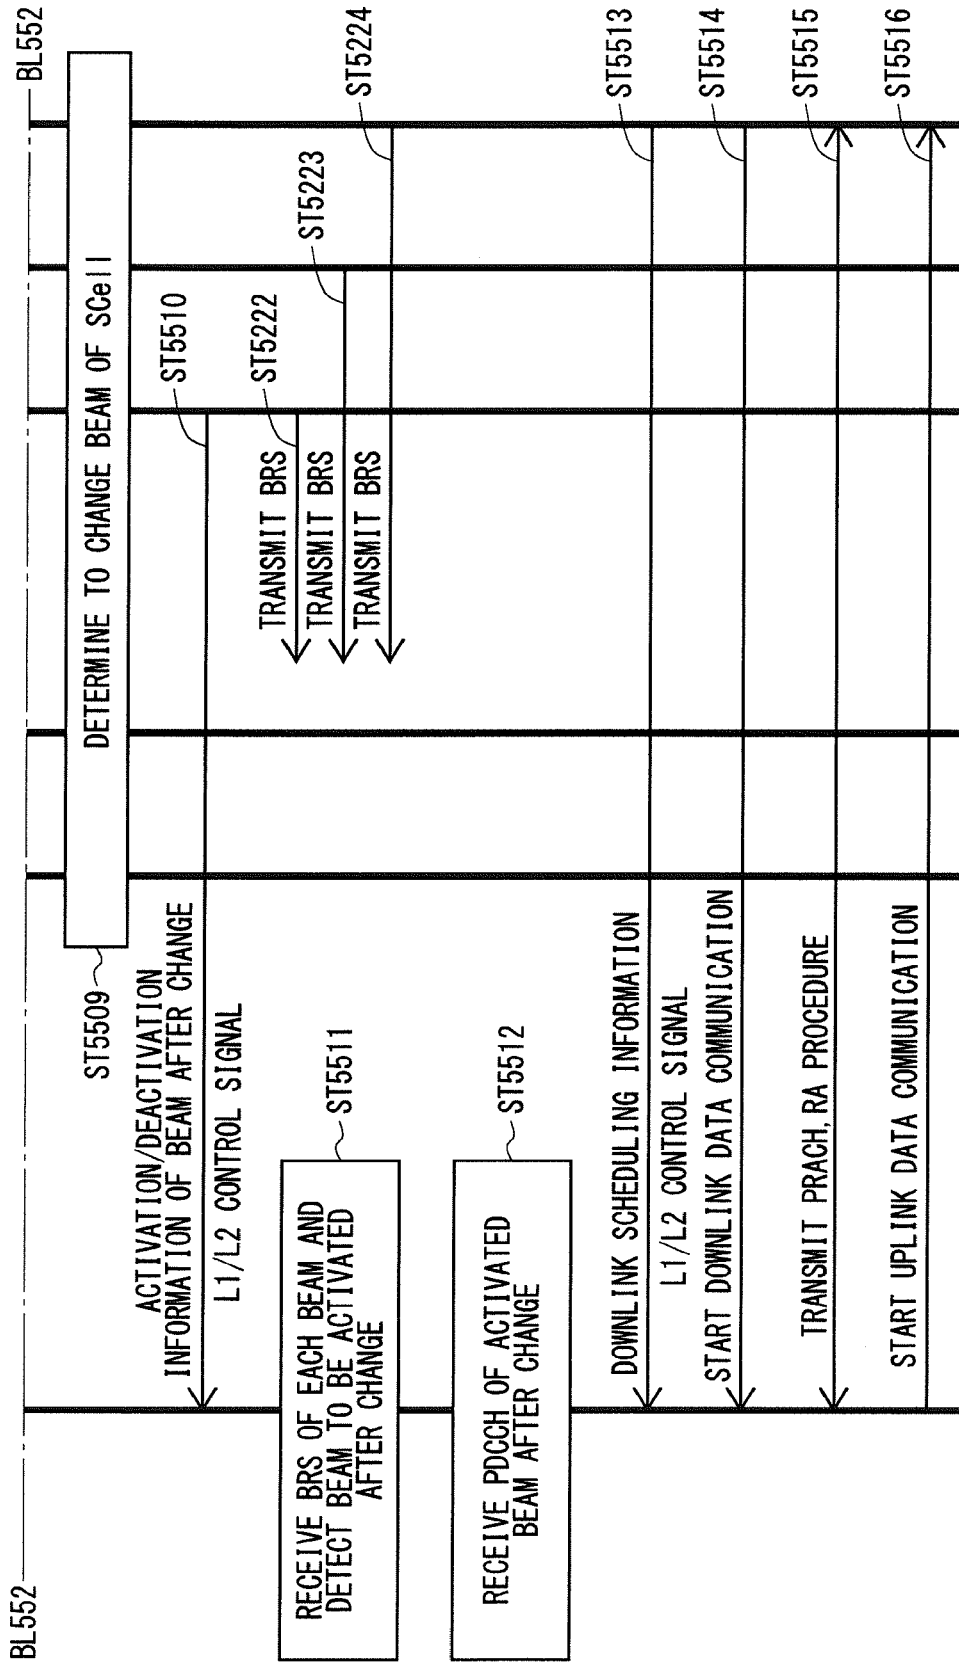 BL552
BL552
DETERMINE TO CHANGE BEAM OF SCell
ST5509
ACTIVATION/DEACTIVATION
INFORMATION OF BEAM AFTER CHANGE
ST5510
L1/L2 CONTROL SIGNAL
RECEIVE BRS OF EACH BEAM AND
DETECT BEAM TO BE ACTIVATED
AFTER CHANGE
ST5511
TRANSMIT BRS
ST5222
TRANSMIT BRS
ST5223
TRANSMIT BRS
ST5224
RECEIVE PDCCH OF ACTIVATED
BEAM AFTER CHANGE
ST5512
DOWNLINK SCHEDULING INFORMATION
ST5513
L1/L2 CONTROL SIGNAL
START DOWNLINK DATA COMMUNICATION
ST5514
TRANSMIT PRACH, RA PROCEDURE
ST5515
START UPLINK DATA COMMUNICATION
ST5516